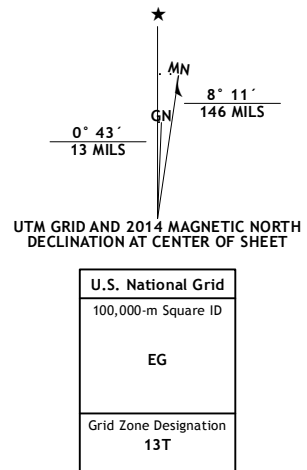 MN
GN
8° 11´
146 MILS
0° 43´
13 MILS
UTM GRID AND 2014 MAGNETIC NORTH
DECLINATION AT CENTER OF SHEET
U.S. National Grid
100,000-m Square ID
EG
Grid Zone Designation
13T